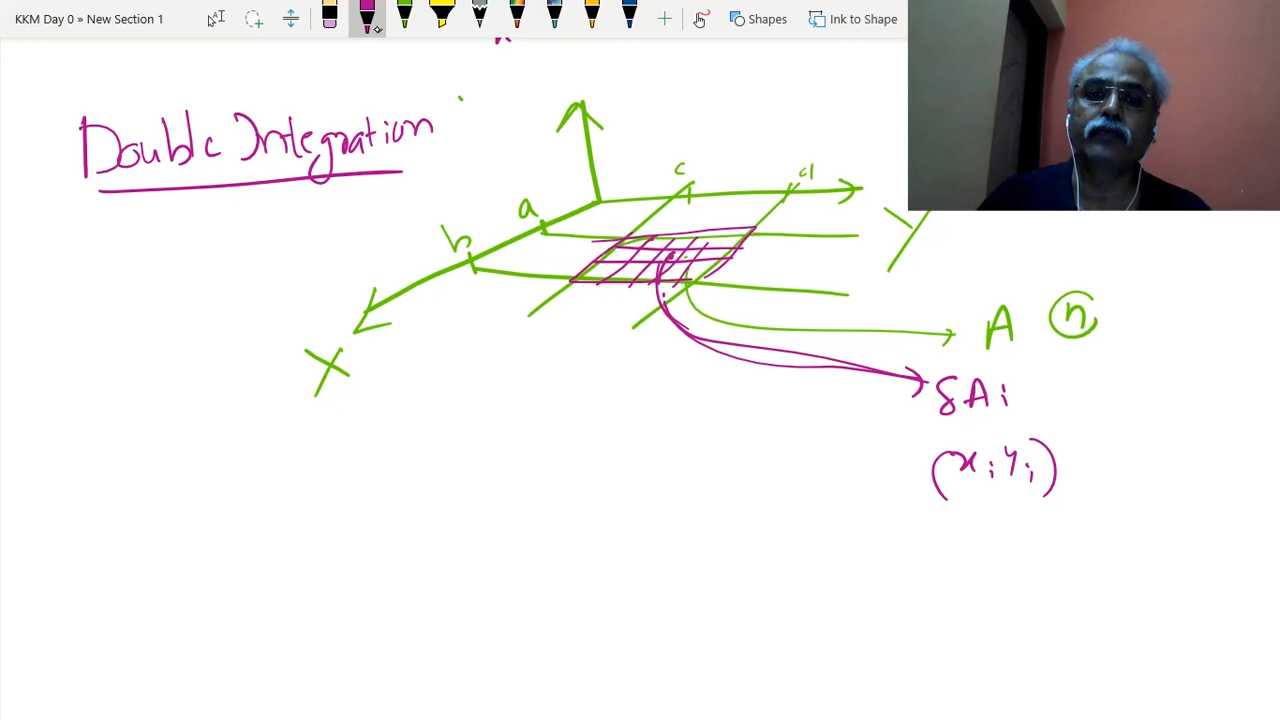 KKM Day 0 » New Section 1
Shapes
Ink to Shape
Double Integration
c
d
a
b
Y
X
A n
δAi
(xi yi)